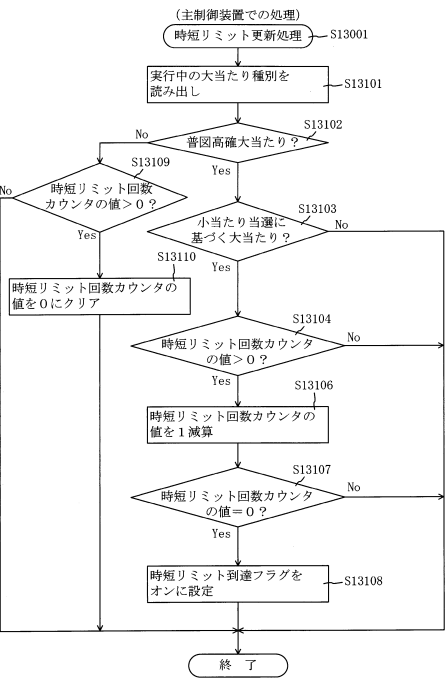 （主制御装置での処理）
時短リミット更新処理
S13001
実行中の大当たり種別を
読み出し
S13101
S13102
普図高確大当たり？
No
Yes
S13109
時短リミット回数
カウンタの値＞０？
No
Yes
S13103
小当たり当選に
基づく大当たり？
No
Yes
S13110
時短リミット回数カウンタの
値を０にクリア
S13104
時短リミット回数カウンタ
の値＞０？
No
Yes
S13106
時短リミット回数カウンタの
値を１減算
S13107
時短リミット回数カウンタ
の値＝０？
No
Yes
時短リミット到達フラグを
オンに設定
S13108
終　了